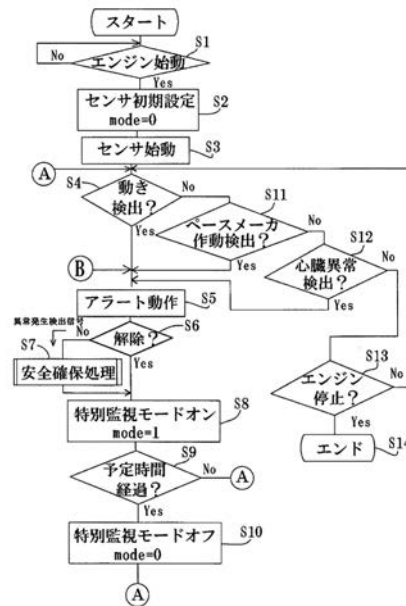 スタート
S1
No
エンジン始動
Yes
センサ初期設定
mode=0
S2
センサ始動
S3
A
S4
動き
検出?
No
S11
Yes
ペースメーカ
作動検出?
No
S12
Yes
心臓異常
検出?
No
Yes
B
アラート動作
S5
異常発生検出信号
No
解除?
S6
S7
安全確保処理
Yes
S13
エンジン
停止?
No
Yes
エンド
S14
特別監視モードオン
mode=1
S8
S9
予定時間
経過?
No
A
Yes
特別監視モードオフ
mode=0
S10
A